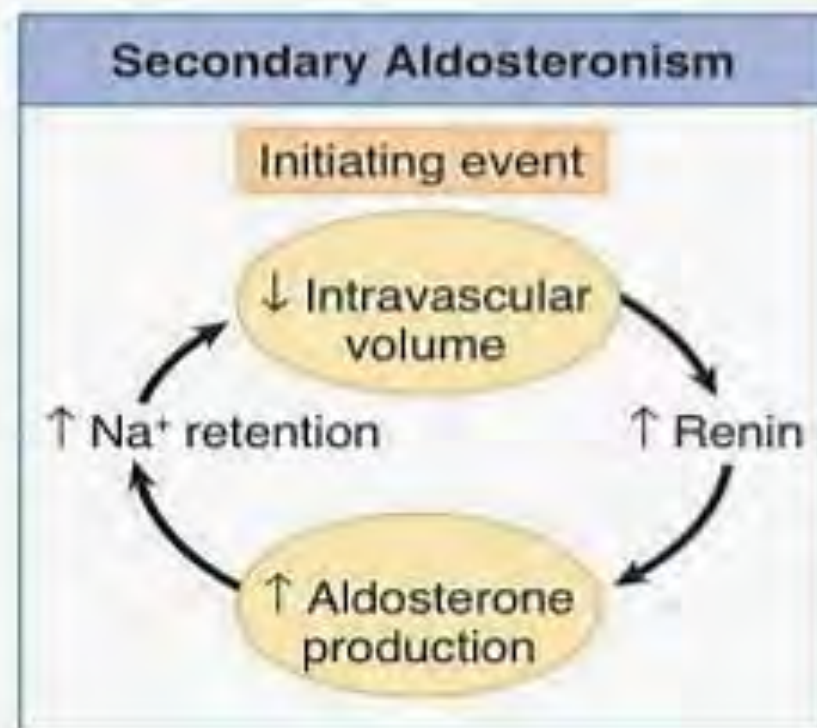 Secondary Aldosteronism
Initiating event
↓ Intravascular
volume
↑ Na⁺ retention
↑ Renin
↑ Aldosterone
production